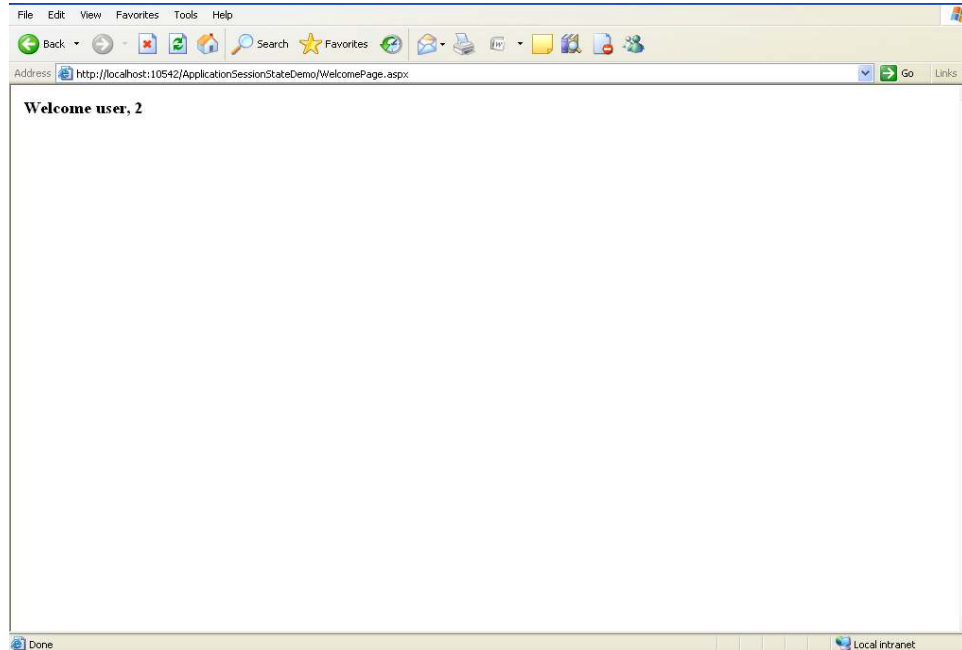 File Edit View Favorites Tools Help
Back Search Favorites
Address http://localhost:10542/ApplicationSessionStateDemo/WelcomePage.aspx Go Links
Welcome user, 2
Done Local intranet